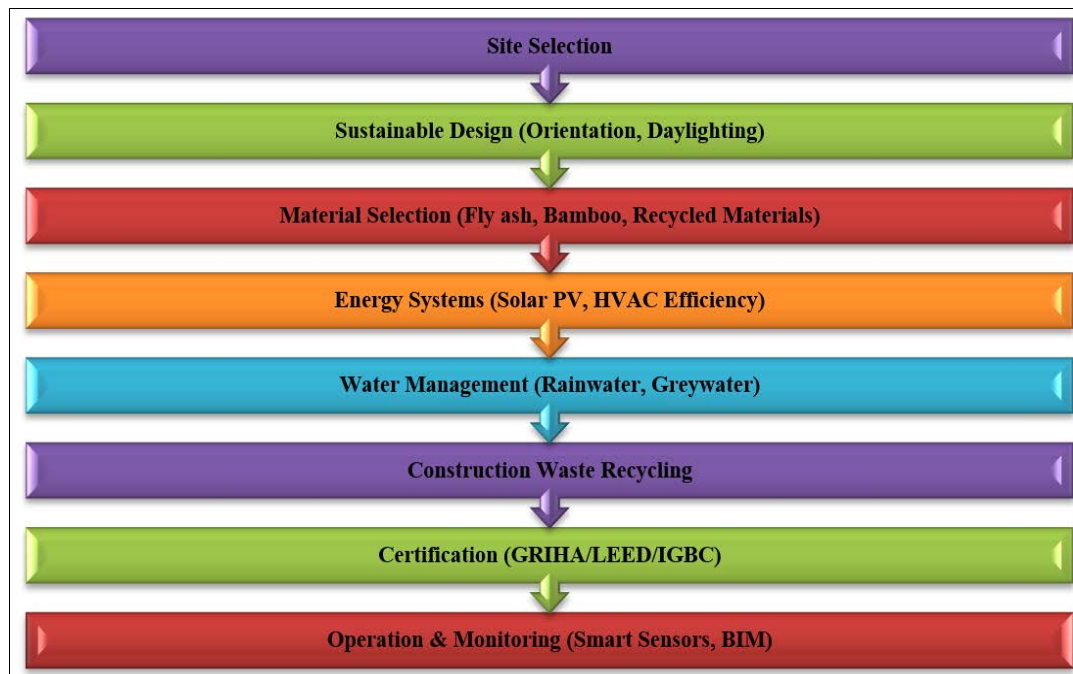 Site Selection
Sustainable Design (Orientation, Daylighting)
Material Selection (Fly ash, Bamboo, Recycled Materials)
Energy Systems (Solar PV, HVAC Efficiency)
Water Management (Rainwater, Greywater)
Construction Waste Recycling
Certification (GRIHA/LEED/IGBC)
Operation & Monitoring (Smart Sensors, BIM)